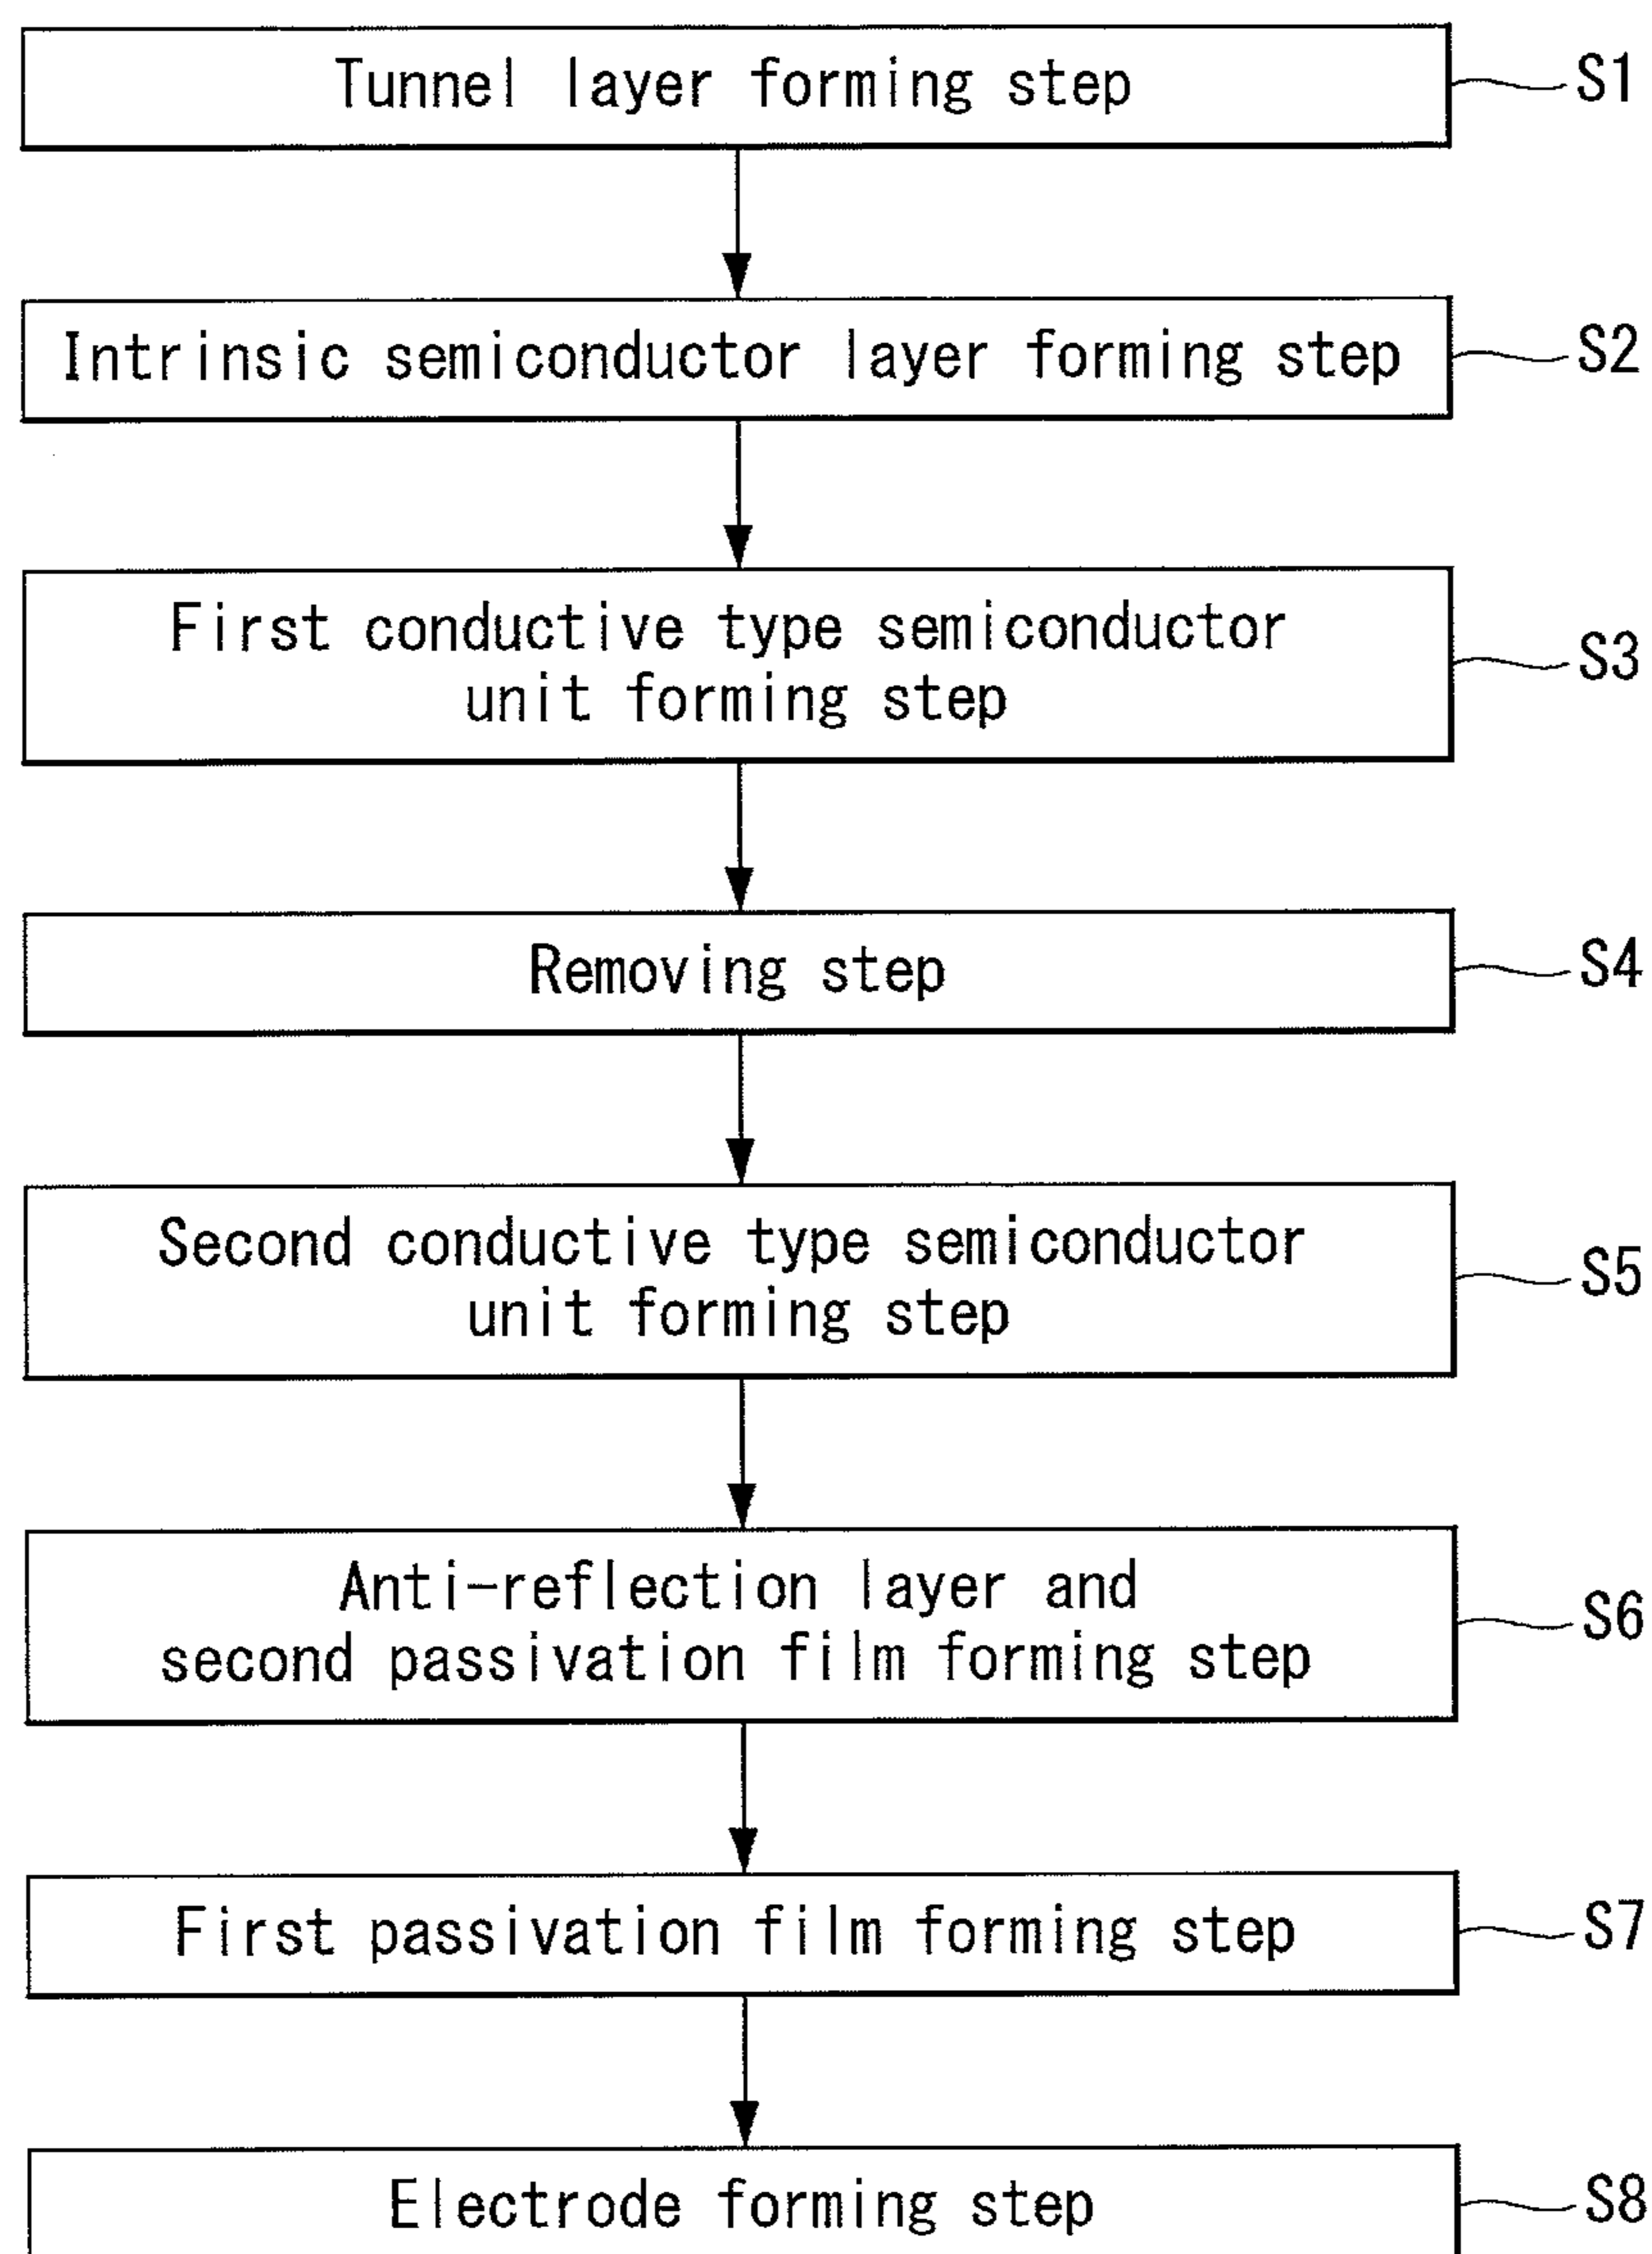 Tunnel layer forming step
S1
Intrinsic semiconductor layer forming step
S2
First conductive type semiconductor
unit forming step
S3
Removing step
S4
Second conductive type semiconductor
unit forming step
S5
Anti-reflection layer and
second passivation film forming step
S6
First passivation film forming step
S7
Electrode forming step
S8